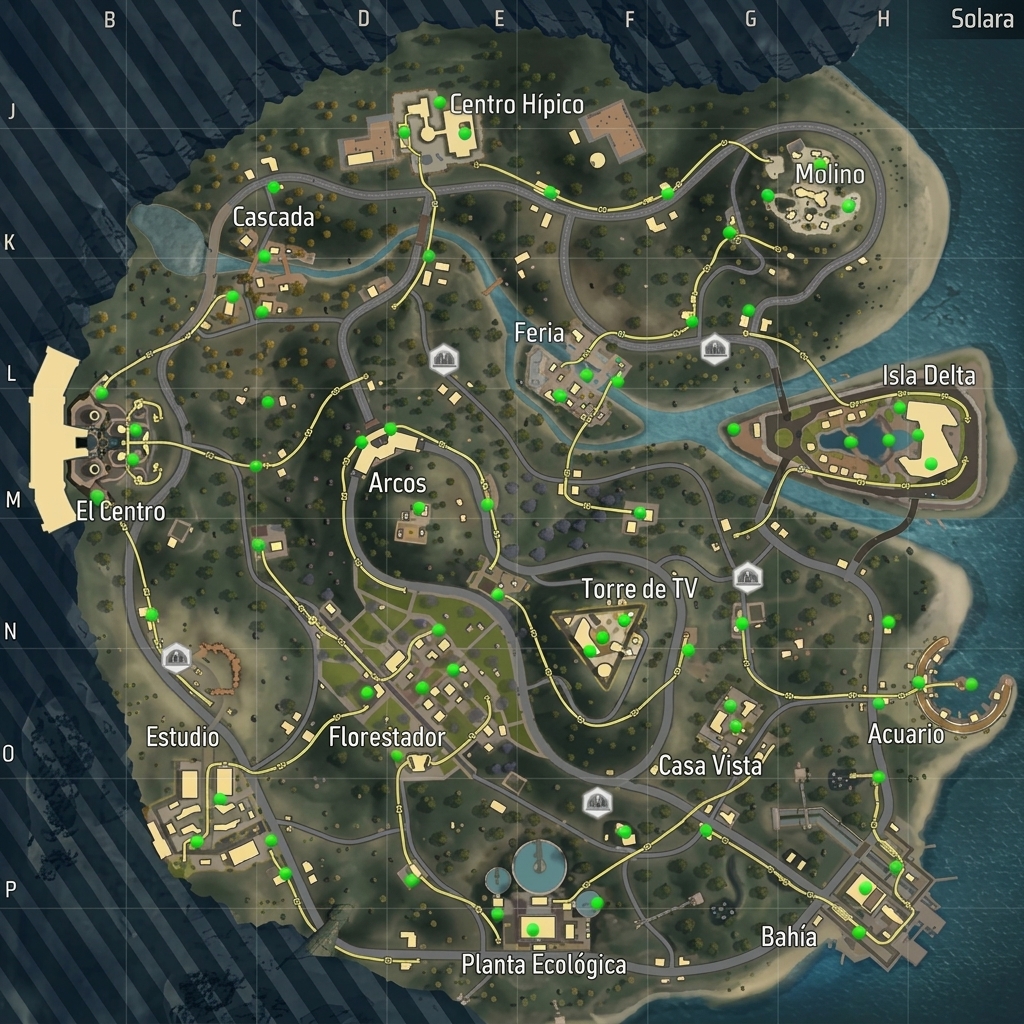 B C D E F G H Solara
J
Centro Hípico
Molino
Cascada
K
Feria
L
Isla Delta
Arcos
M
El Centro
Torre de TV
N
Estudio
Florestador
Acuario
O
Casa Vista
P
Bahía
Planta Ecológica